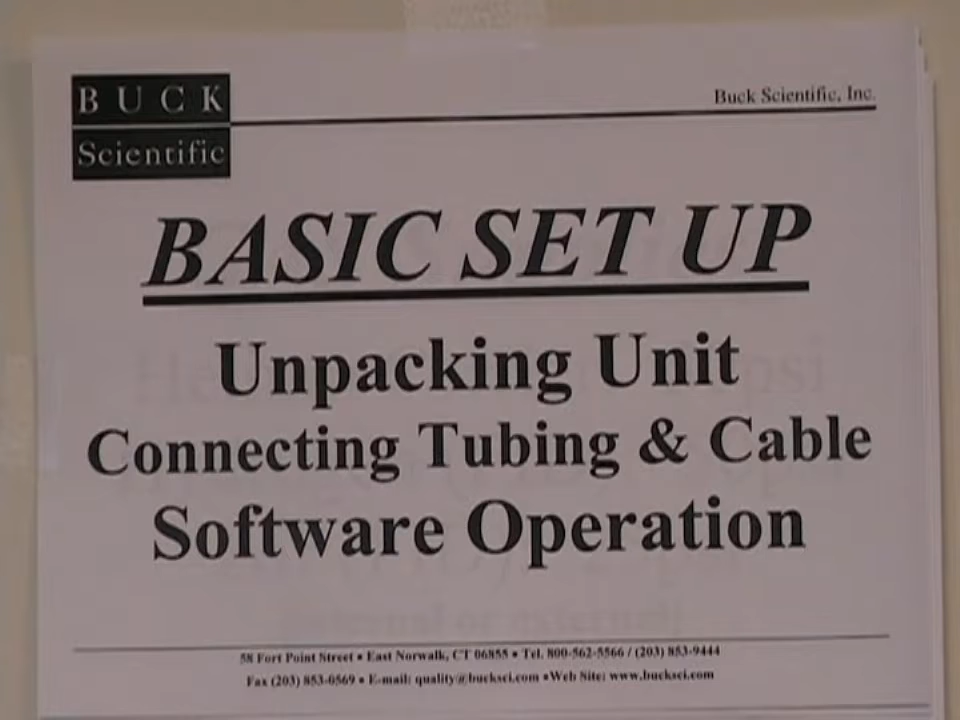 BUCK
Scientific
Buck Scientific, Inc.
BASIC SET UP
Unpacking Unit
Connecting Tubing & Cable
Software Operation
58 Fort Point Street • East Norwalk, CT 06855 • Tel. 800-562-5566 / (203) 853-9444
Fax (203) 853-0569 • E-mail: quality@bucksci.com •Web Site: www.bucksci.com